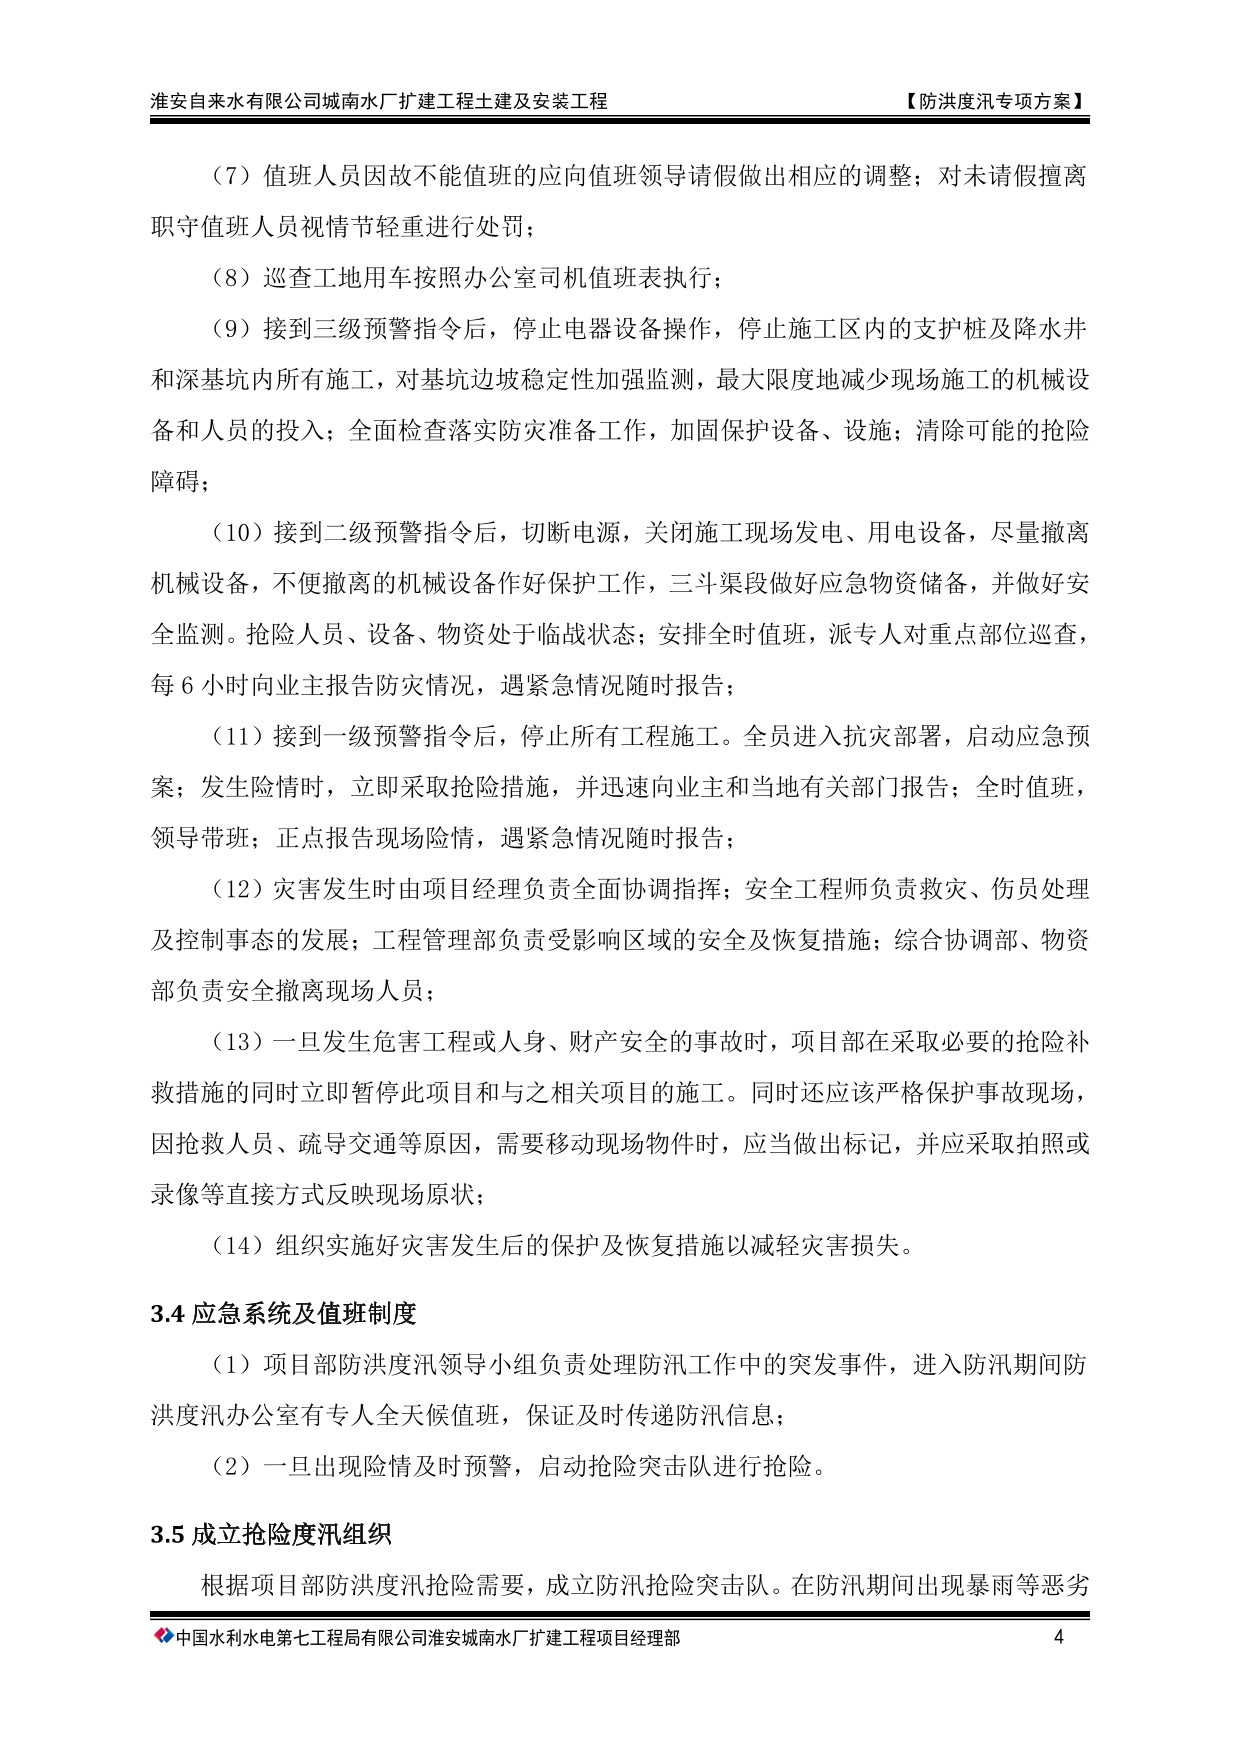 淮安自来水有限公司城南水厂扩建工程土建及安装工程 【防洪度汛专项方案】
（7）值班人员因故不能值班的应向值班领导请假做出相应的调整；对未请假擅离
职守值班人员视情节轻重进行处罚；
（8）巡查工地用车按照办公室司机值班表执行；
（9）接到三级预警指令后，停止电器设备操作，停止施工区内的支护桩及降水井
和深基坑内所有施工，对基坑边坡稳定性加强监测，最大限度地减少现场施工的机械设
备和人员的投入；全面检查落实防灾准备工作，加固保护设备、设施；清除可能的抢险
障碍；
（10）接到二级预警指令后，切断电源，关闭施工现场发电、用电设备，尽量撤离
机械设备，不便撤离的机械设备作好保护工作，三斗渠段做好应急物资储备，并做好安
全监测。抢险人员、设备、物资处于临战状态；安排全时值班，派专人对重点部位巡查，
每 6 小时向业主报告防灾情况，遇紧急情况随时报告；
（11）接到一级预警指令后，停止所有工程施工。全员进入抗灾部署，启动应急预
案；发生险情时，立即采取抢险措施，并迅速向业主和当地有关部门报告；全时值班，
领导带班；正点报告现场险情，遇紧急情况随时报告；
（12）灾害发生时由项目经理负责全面协调指挥；安全工程师负责救灾、伤员处理
及控制事态的发展；工程管理部负责受影响区域的安全及恢复措施；综合协调部、物资
部负责安全撤离现场人员；
（13）一旦发生危害工程或人身、财产安全的事故时，项目部在采取必要的抢险补
救措施的同时立即暂停此项目和与之相关项目的施工。同时还应该严格保护事故现场，
因抢救人员、疏导交通等原因，需要移动现场物件时，应当做出标记，并应采取拍照或
录像等直接方式反映现场原状；
（14）组织实施好灾害发生后的保护及恢复措施以减轻灾害损失。
3.4 应急系统及值班制度
（1）项目部防洪度汛领导小组负责处理防汛工作中的突发事件，进入防汛期间防
洪度汛办公室有专人全天候值班，保证及时传递防汛信息；
（2）一旦出现险情及时预警，启动抢险突击队进行抢险。
3.5 成立抢险度汛组织
根据项目部防洪度汛抢险需要，成立防汛抢险突击队。在防汛期间出现暴雨等恶劣
中国水利水电第七工程局有限公司淮安城南水厂扩建工程项目经理部 4